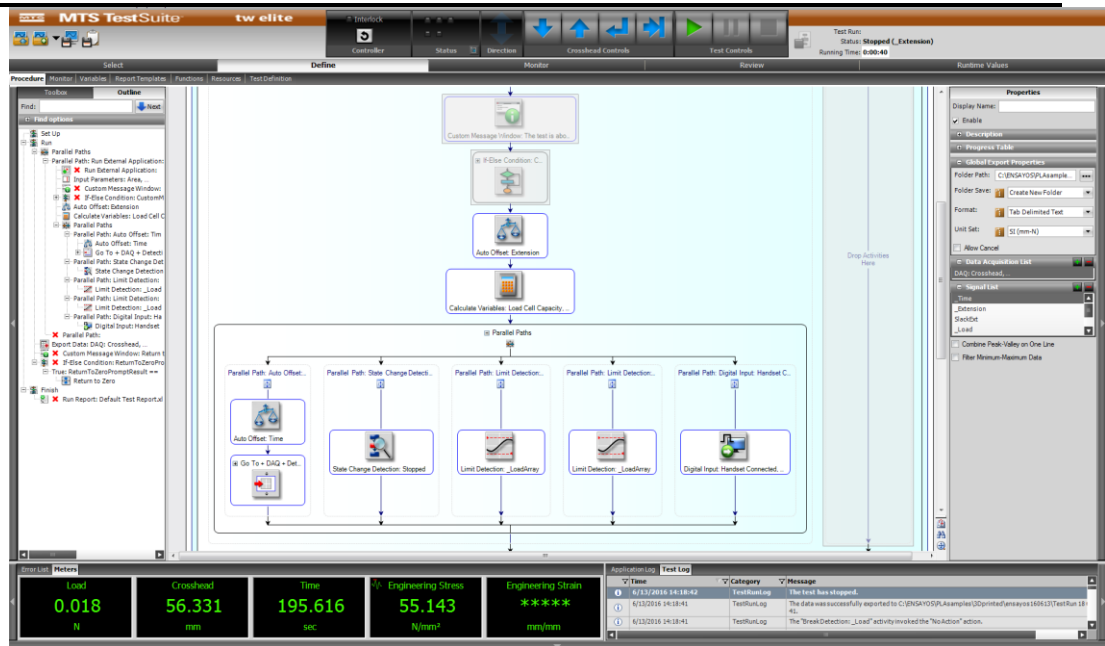 MTS MTS TestSuite tw elite
Interlock
Controller Status Direction Crosshead Controls Test Controls
Test Run:
Status: Stopped (_Extension)
Running Time: 0:00:40
Select Define Monitor Review Runtime Values
Procedure Monitor Variables Report Templates Functions Resources Test Definition
Toolbox Outline
Find: Next
Find options
Set Up
Run
Parallel Paths
Parallel Path: Run External Application:
Run External Application:
Input Parameters: Area, ...
Custom Message Window:
If-Else Condition: CustomM
Auto Offset: Extension
Calculate Variables: Load Cell C
Parallel Paths
Parallel Path: Auto Offset: Tim
Auto Offset: Time
Go To + DAQ + Detecti
Parallel Path: State Change Det
State Change Detection
Parallel Path: Limit Detection:
Limit Detection: _Load
Parallel Path: Limit Detection:
Limit Detection: _Load
Parallel Path: Digital Input: Ha
Digital Input: Handset
Parallel Path:
Export Data: DAQ: Crosshead, ...
Custom Message Window: Return t
If-Else Condition: ReturnToZeroPro
True: ReturnToZeroPromptResult ==
Return to Zero
Finish
Run Report: Default Test Report.xl
Custom Message Window: The test is abo...
If-Else Condition: C...
Auto Offset: Extension
Calculate Variables: Load Cell Capacity, ...
Parallel Paths
Parallel Path: Auto Offset... Parallel Path: State Change Detecti... Parallel Path: Limit Detection:... Parallel Path: Limit Detection:... Parallel Path: Digital Input: Handset C...
Auto Offset: Time
Go To + DAQ + Det...
State Change Detection: Stopped
Limit Detection: _LoadArray
Limit Detection: _LoadArray
Digital Input: Handset Connected, ...
Drop Activities
Here
Properties
Display Name:
Enable
Description
Progress Table
Global Export Properties
Folder Path: C:\ENSAYOS\PLAsample...
Folder Save: Create New Folder
Format: Tab Delimited Text
Unit Set: SI (mm-N)
Allow Cancel
Data Acquisition List
DAQ: Crosshead, ...
Signal List
_Time
_Extension
SlackExt
_Load
Combine Peak-Valley on One Line
Filter Minimum-Maximum Data
Error List Meters
Load Crosshead Time Engineering Stress Engineering Strain
0.018 56.331 195.616 55.143 *****
N mm sec N/mm² mm/mm
Application Log Test Log
Time Category Message
6/13/2016 14:18:42 TestRunLog The test has stopped.
6/13/2016 14:18:41 TestRunLog The data was successfully exported to C:\ENSAYOS\PLAsamples\3Dprinted\ensayos160613\Test Run 18
41.
6/13/2016 14:18:41 TestRunLog The "Break Detection: _Load" activity invoked the "No Action" action.